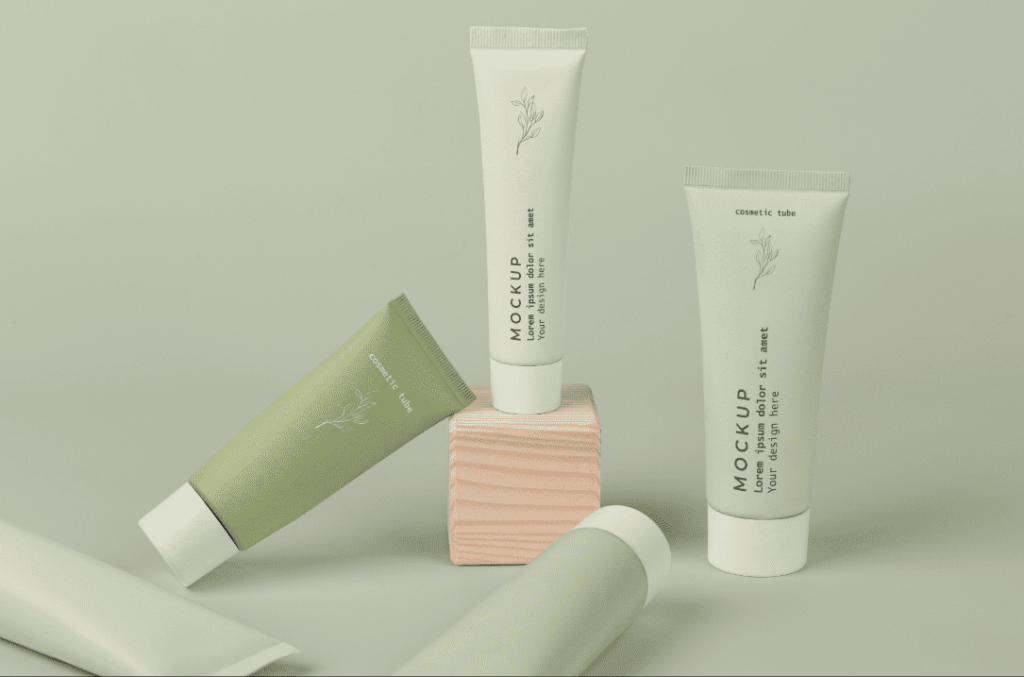 MOCKUP
Lorem ipsum dolor sit amet
Your design here
cosmetic tube
MOCKUP
Lorem ipsum dolor sit amet
Your design here
cosmetic tube